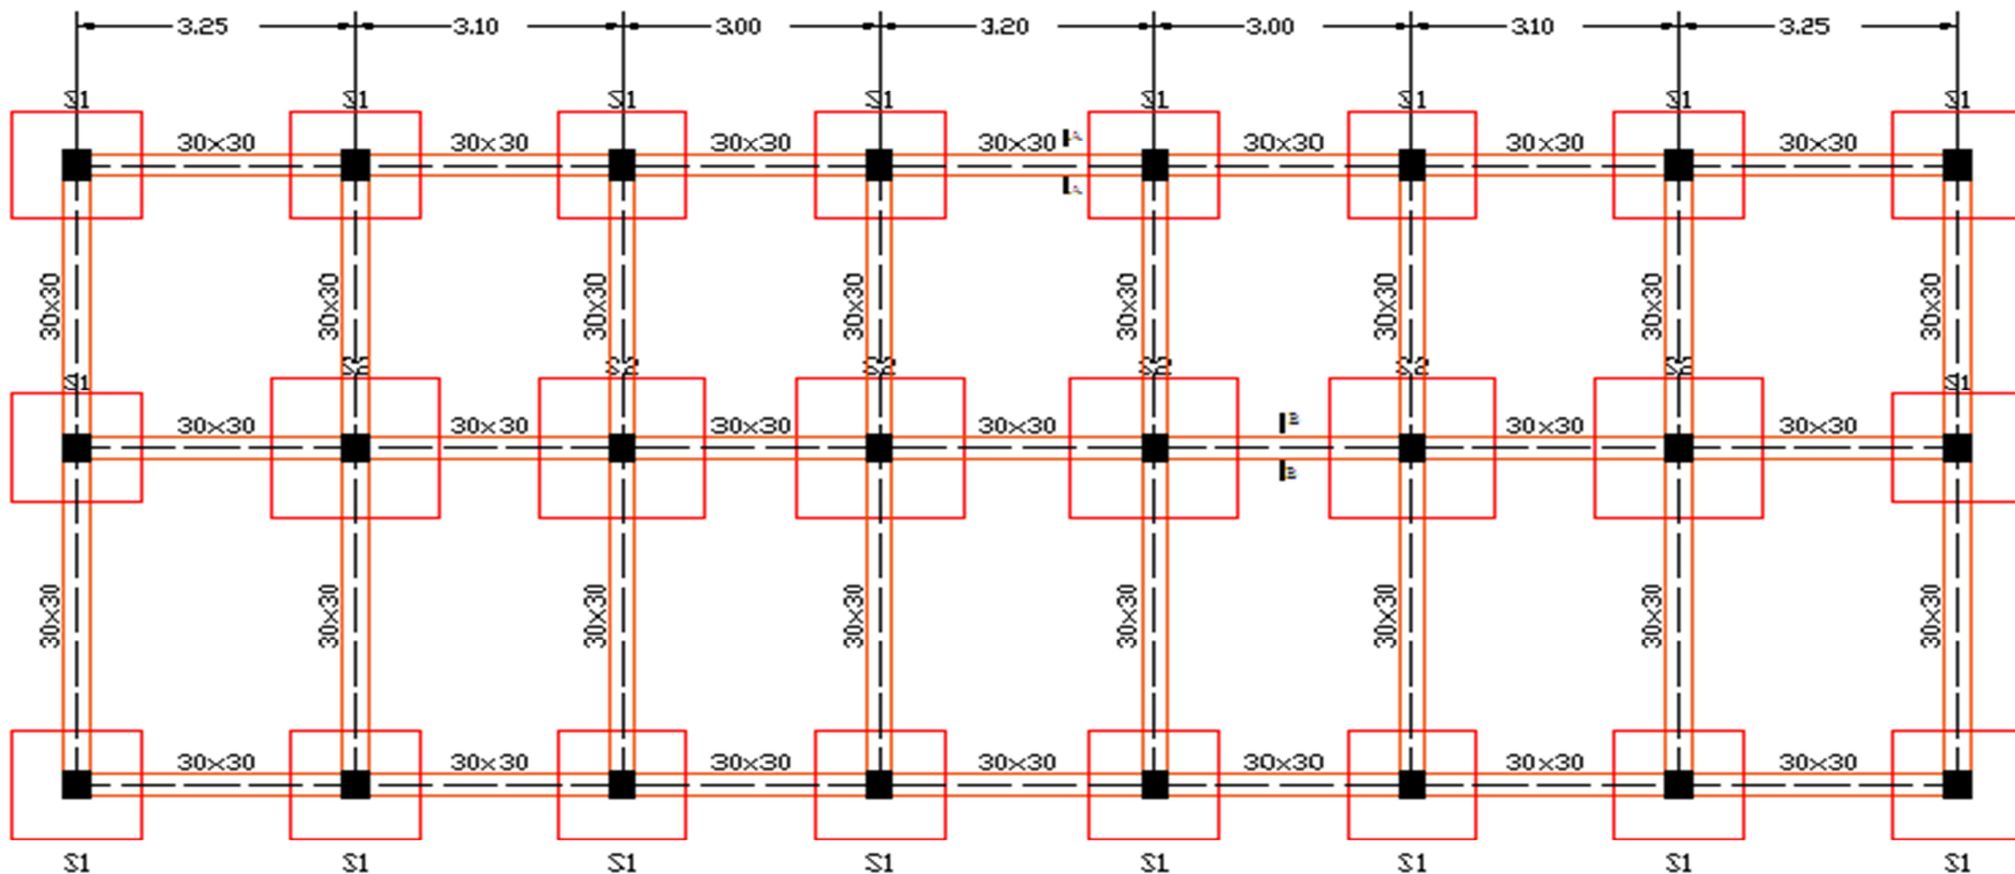 3.25 3.10 3.00 3.20 3.00 3.10 3.25
S1 S1 S1 S1 S1 S1 S1 S1
30x30 30x30 30x30 30x30 30x30 30x30 30x30
A
A
30x30 30x30 30x30 30x30 30x30 30x30 30x30 30x30
S2 S2 S2 S2 S2 S2
S1 S1
30x30 30x30 30x30 30x30 30x30 30x30
B
B
30x30 30x30 30x30 30x30 30x30 30x30 30x30 30x30
30x30 30x30 30x30 30x30 30x30 30x30 30x30
S1 S1 S1 S1 S1 S1 S1 S1